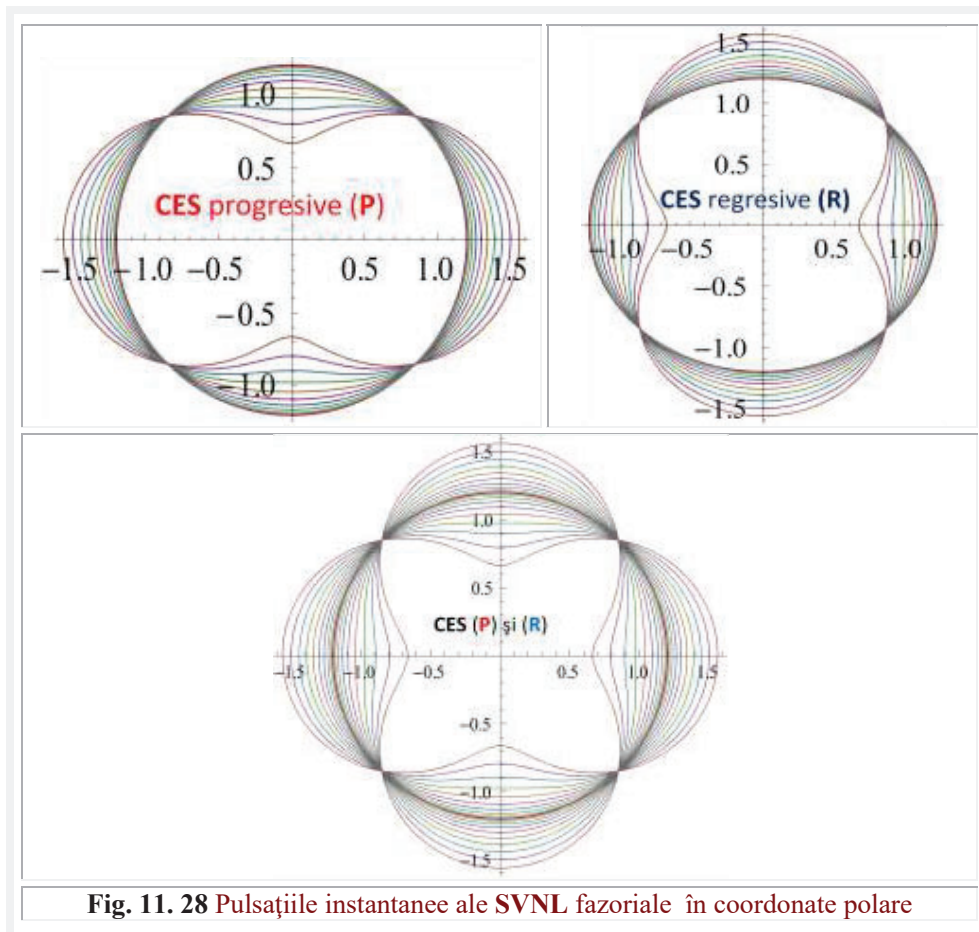 1.0
0.5
CES progresive (P)
−1.5 −1.0 −0.5 0.5 1.0 1.5
−0.5
−1.0
1.5
1.0
0.5
CES regresive (R)
−1.0 −0.5 0.5 1.0
−0.5
−1.0
−1.5
1.5
1.0
0.5
CES (P) şi (R)
−1.5 −1.0 −0.5 0.5 1.0 1.5
−0.5
−1.0
−1.5
Fig. 11. 28 Pulsaţiile instantanee ale SVNL fazoriale în coordonate polare